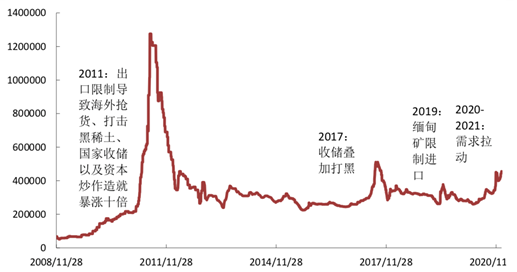 1400000
1200000
1000000
800000
600000
400000
200000
0
2011：出
口限制导
致海外抢
货、打击
黑稀土、
国家收储
以及资本
炒作造就
暴涨十倍
2017：
收储叠
加打黑
2019：
缅甸
矿限
制进
口
2020-
2021：
需求拉
动
2008/11/28
2011/11/28
2014/11/28
2017/11/28
2020/11